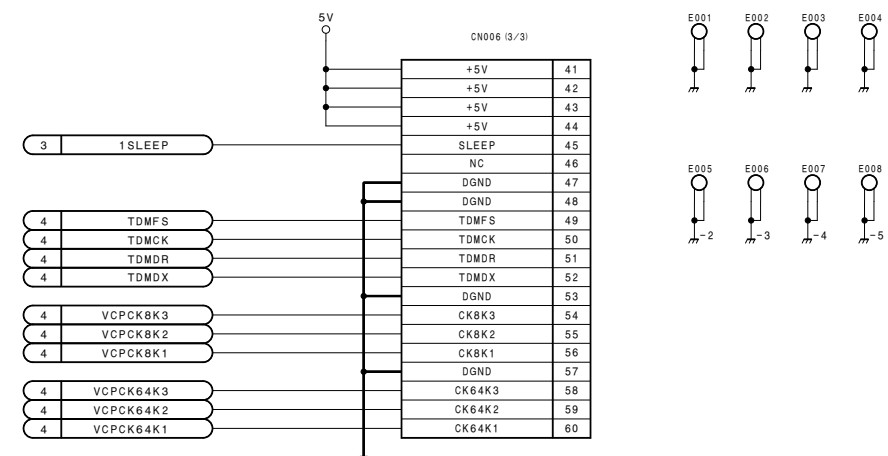 5V
CN006 (3/3)
E001 E002 E003 E004
+5V 41
+5V 42
+5V 43
+5V 44
3 1SLEEP SLEEP 45
NC 46
DGND 47
DGND 48
4 TDMFS TDMFS 49
4 TDMCK TDMCK 50
4 TDMDR TDMDR 51
4 TDMDX TDMDX 52
DGND 53
4 VCPCK8K3 CK8K3 54
4 VCPCK8K2 CK8K2 55
4 VCPCK8K1 CK8K1 56
DGND 57
4 VCPCK64K3 CK64K3 58
4 VCPCK64K2 CK64K2 59
4 VCPCK64K1 CK64K1 60
E005 E006 E007 E008
-2 -3 -4 -5